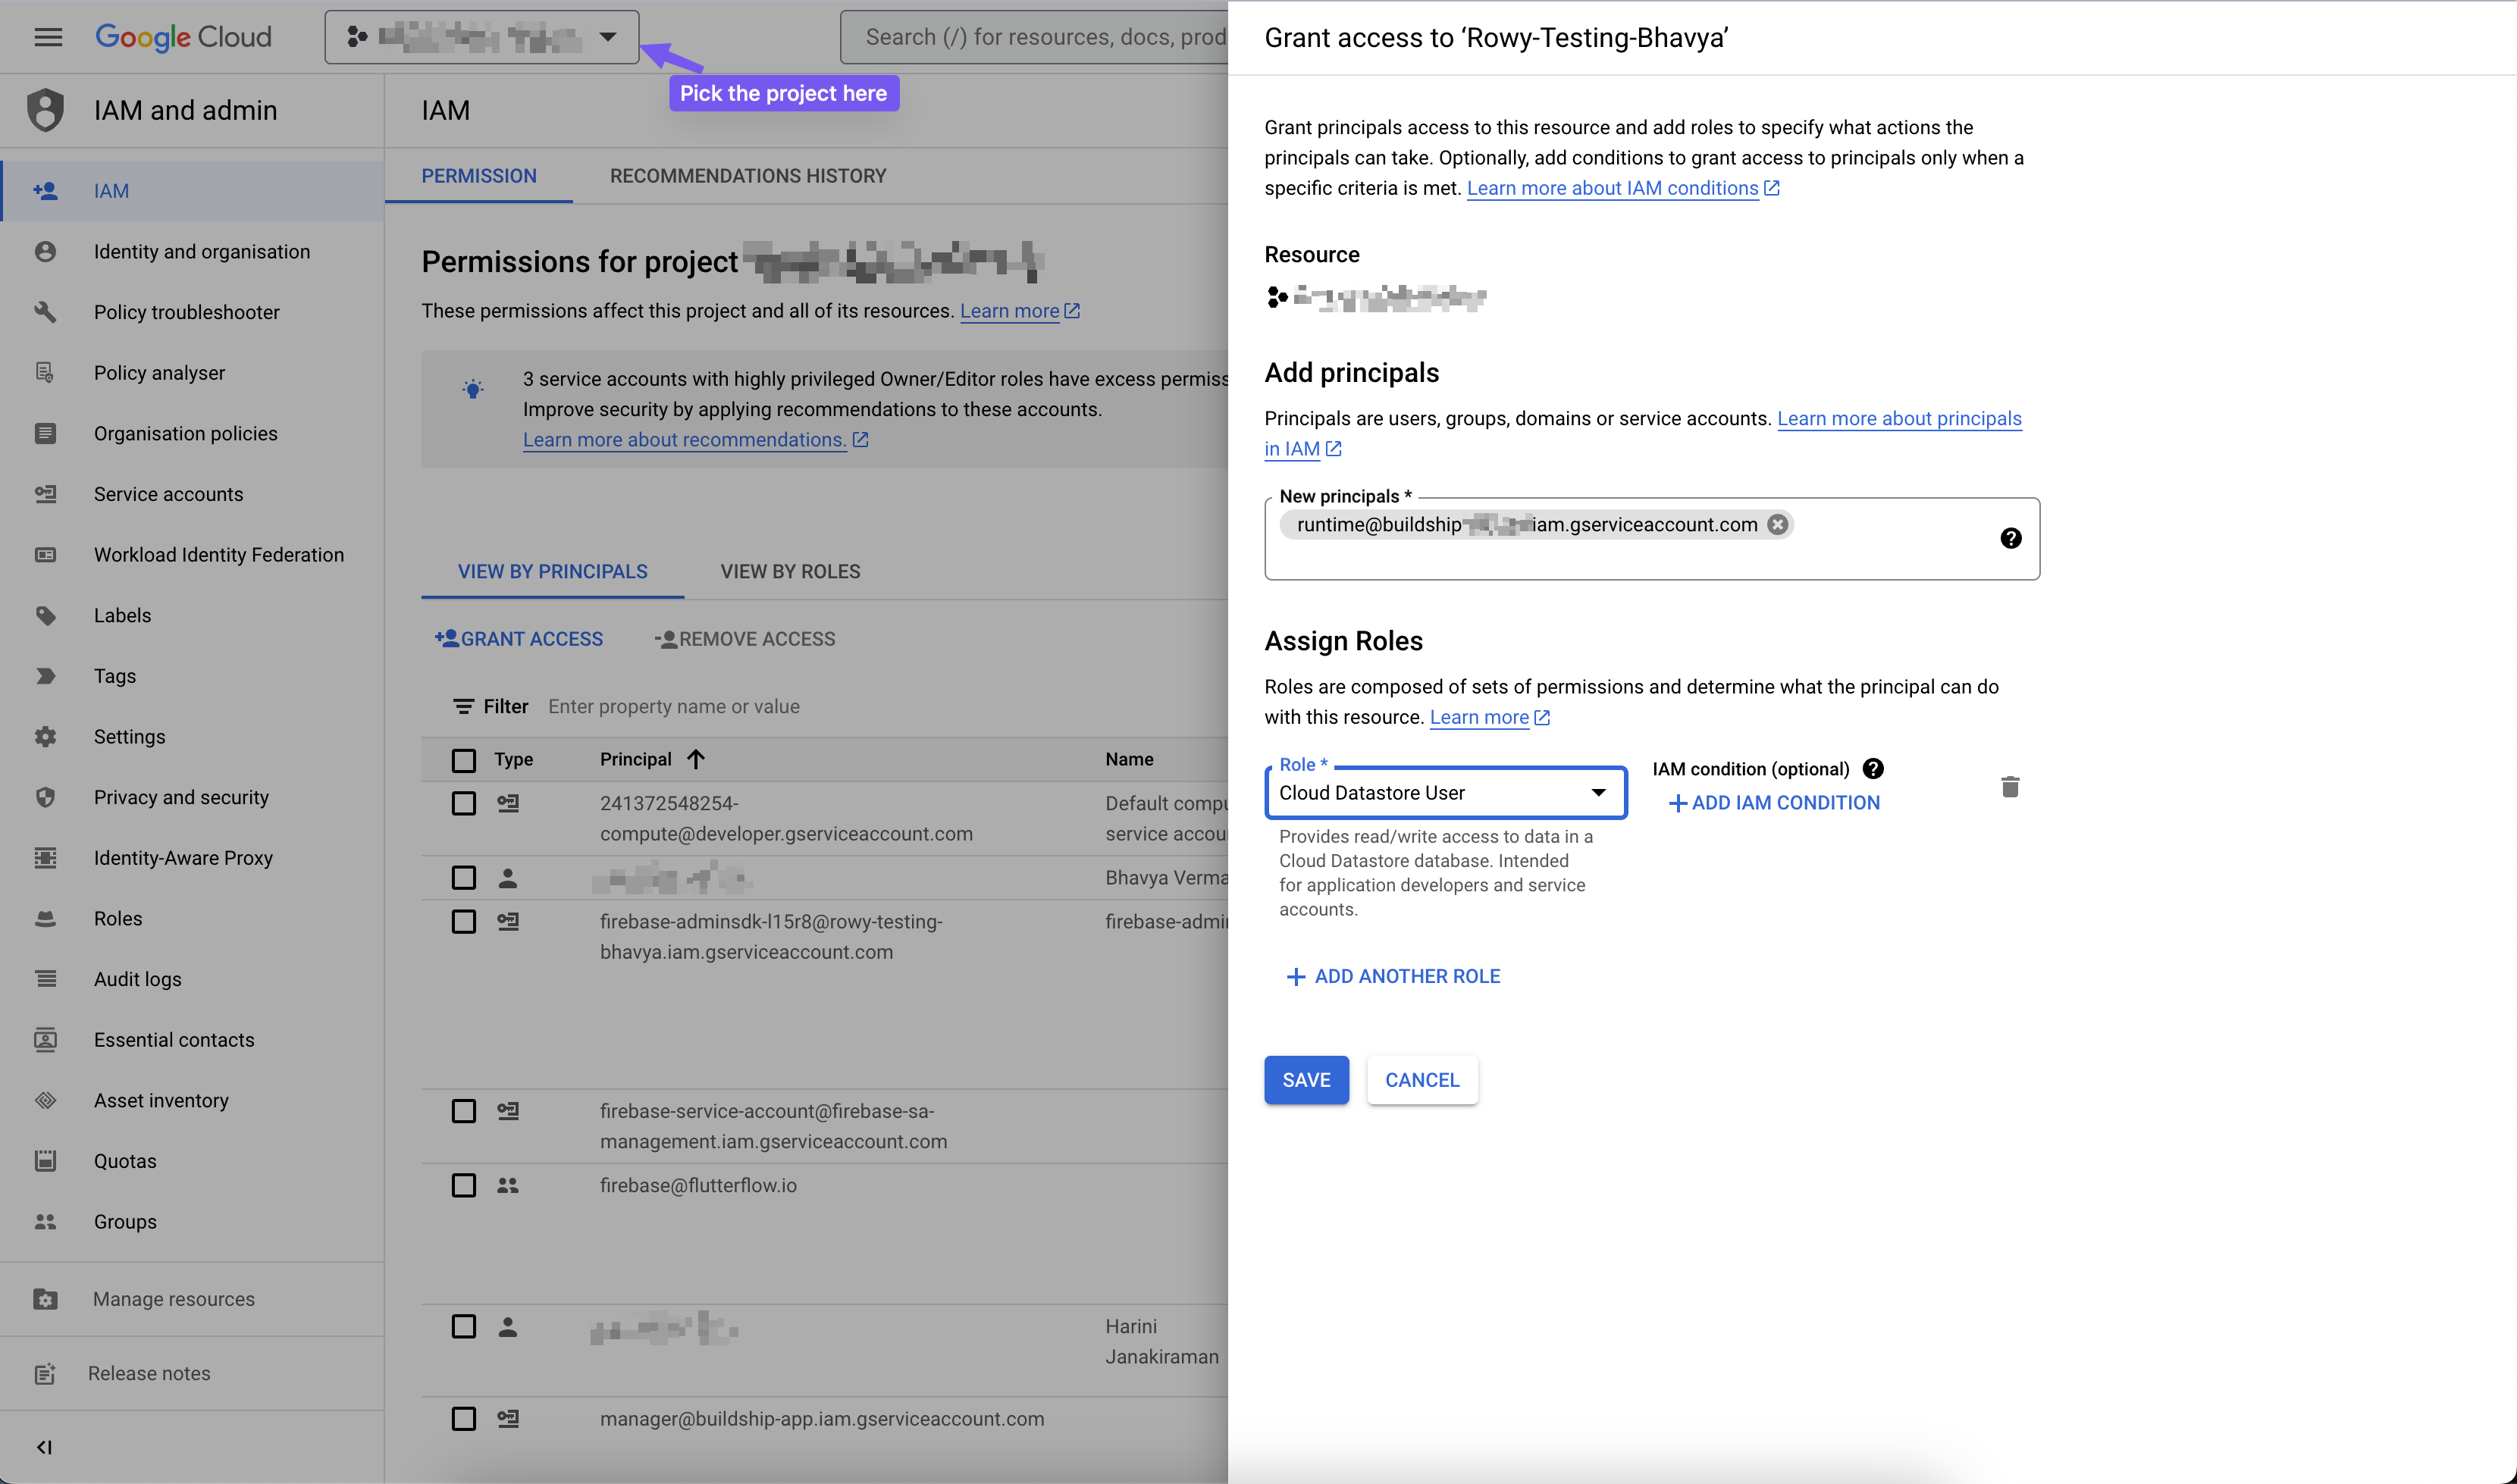 Google Cloud
Search (/) for resources, docs, prod
Pick the project here
IAM and admin
IAM
Identity and organisation
Policy troubleshooter
Policy analyser
Organisation policies
Service accounts
Workload Identity Federation
Labels
Tags
Settings
Privacy and security
Identity-Aware Proxy
Roles
Audit logs
Essential contacts
Asset inventory
Quotas
Groups
Manage resources
Release notes
IAM
PERMISSION
RECOMMENDATIONS HISTORY
Permissions for project
These permissions affect this project and all of its resources. Learn more
3 service accounts with highly privileged Owner/Editor roles have excess permiss
Improve security by applying recommendations to these accounts.
Learn more about recommendations.
VIEW BY PRINCIPALS
VIEW BY ROLES
GRANT ACCESS
REMOVE ACCESS
Filter Enter property name or value
Type Principal Name
241372548254-
compute@developer.gserviceaccount.com
Default compu
service accou
Bhavya Verma
firebase-adminsdk-l15r8@rowy-testing-
bhavya.iam.gserviceaccount.com
firebase-admi
firebase-service-account@firebase-sa-
management.iam.gserviceaccount.com
firebase@flutterflow.io
Harini
Janakiraman
manager@buildship-app.iam.gserviceaccount.com
Grant access to ‘Rowy-Testing-Bhavya’
Grant principals access to this resource and add roles to specify what actions the
principals can take. Optionally, add conditions to grant access to principals only when a
specific criteria is met. Learn more about IAM conditions
Resource
Add principals
Principals are users, groups, domains or service accounts. Learn more about principals
in IAM
New principals *
runtime@buildship iam.gserviceaccount.com
Assign Roles
Roles are composed of sets of permissions and determine what the principal can do
with this resource. Learn more
Role *
Cloud Datastore User
Provides read/write access to data in a
Cloud Datastore database. Intended
for application developers and service
accounts.
IAM condition (optional)
ADD IAM CONDITION
ADD ANOTHER ROLE
SAVE
CANCEL